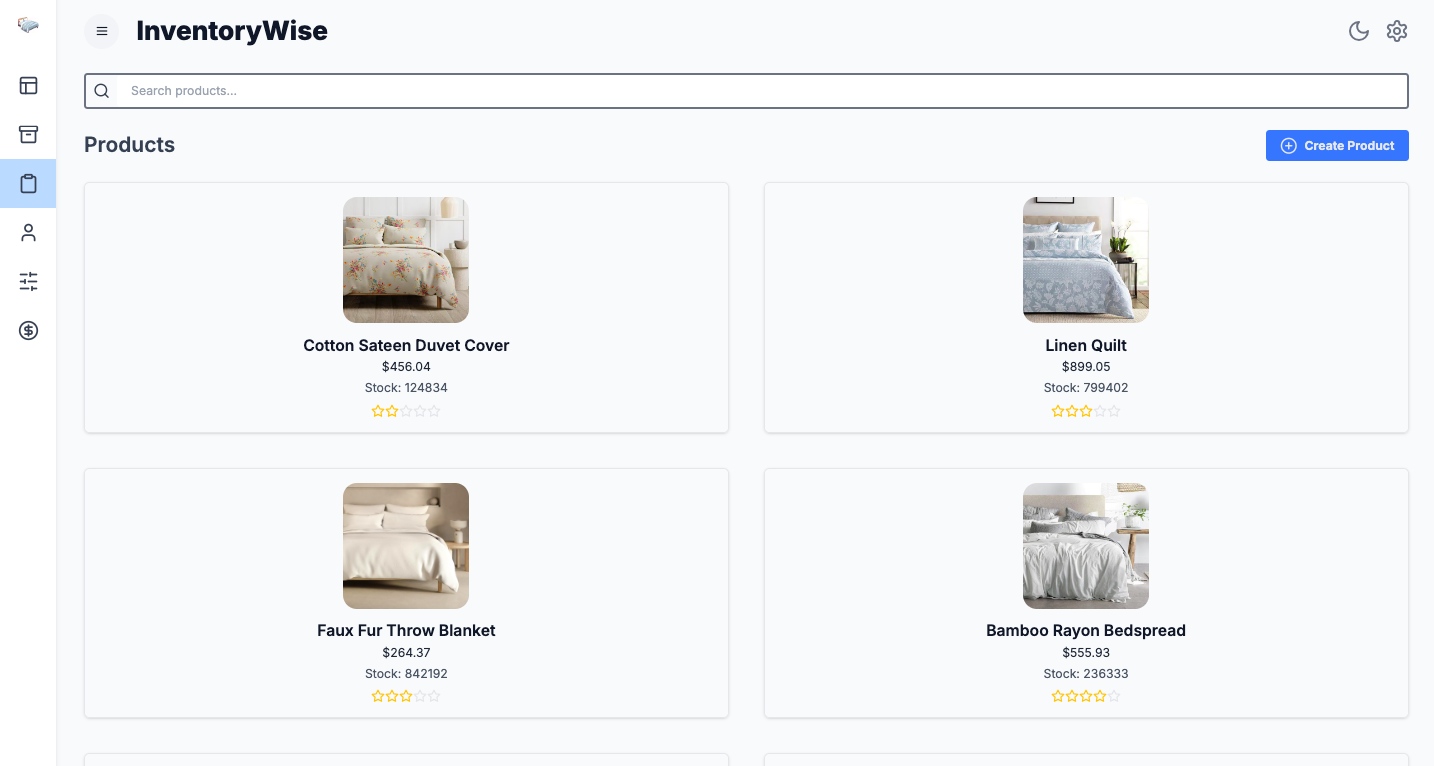 InventoryWise
Search products...
Products
Create Product
Cotton Sateen Duvet Cover
$456.04
Stock: 124834
Linen Quilt
$899.05
Stock: 799402
Faux Fur Throw Blanket
$264.37
Stock: 842192
Bamboo Rayon Bedspread
$555.93
Stock: 236333